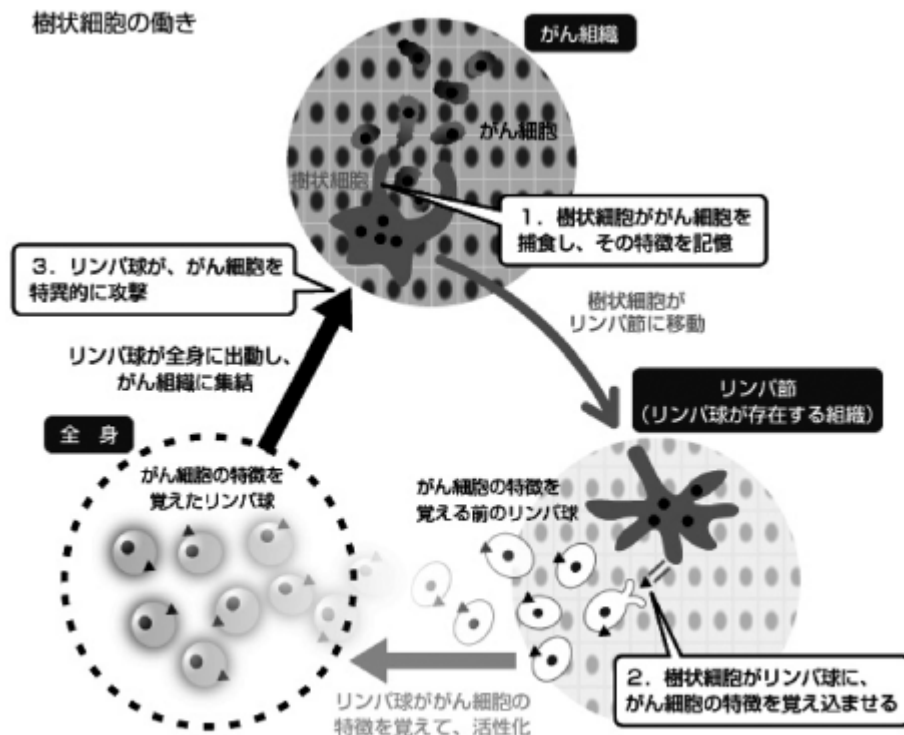 樹状細胞の働き
がん組織
がん細胞
樹状細胞
1．樹状細胞ががん細胞を
捕食し、その特徴を記憶
樹状細胞が
リンパ節に移動
リンパ節
（リンパ球が存在する組織）
がん細胞の特徴を
覚える前のリンパ球
2．樹状細胞がリンパ球に、
がん細胞の特徴を覚え込ませる
リンパ球ががん細胞の
特徴を覚えて、活性化
全 身
がん細胞の特徴を
覚えたリンパ球
リンパ球が全身に出動し、
がん組織に集結
3．リンパ球が、がん細胞を
特異的に攻撃